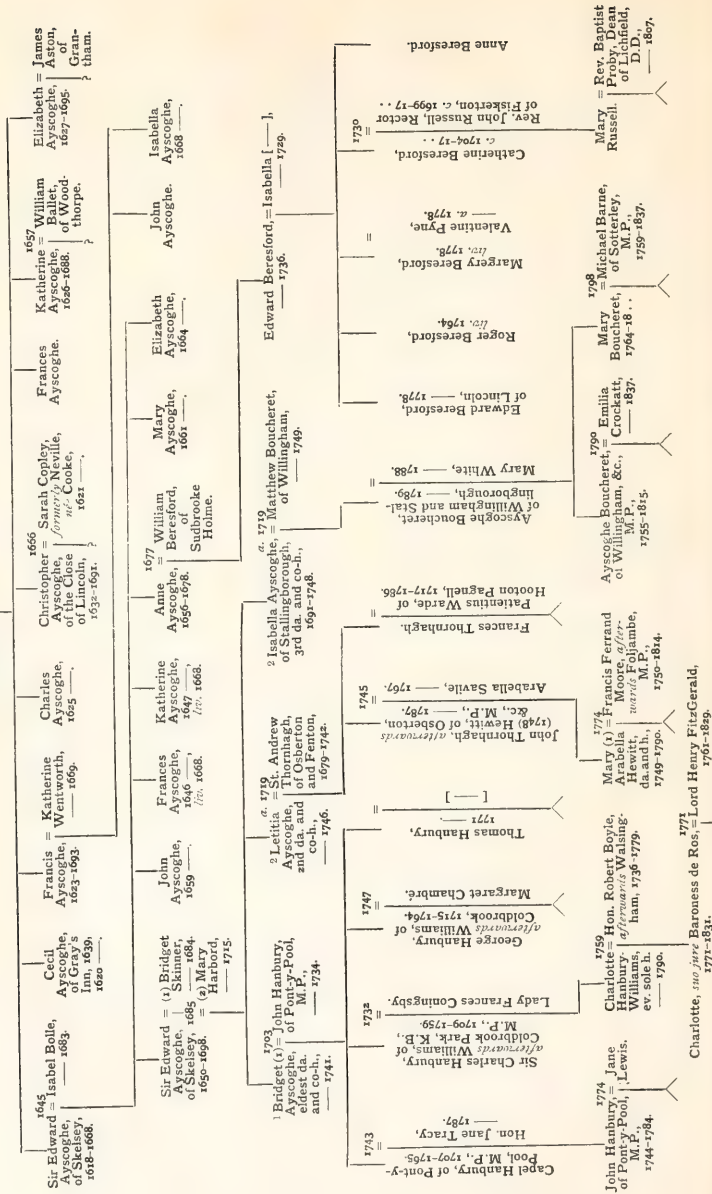 1645
Sir Edward = Isabel Bolle,
Ayscoghe, —— 1683.
of Skelsey,
1618-1668.
Cecil
Ayscoghe,
of Gray's
Inn, 1639,
1620 ——.
Francis = Katherine
Ayscoghe, Wentworth,
1623-1693. —— 1669.
Charles
Ayscoghe,
1625 ——.
1666
Christopher = Sarah Copley,
Ayscoghe, formerly Neville,
of the Close né- Cooke,
of Lincoln, 1621 ——.
1632-1691. ?
Frances
Ayscoghe.
1657
Katherine = William
Ayscoghe, Ballet,
1626-1688. of Wood-
thorpe.
?
Elizabeth = James
Ayscoghe, Aston,
1627-1695. of
Gran-
tham.
?
Sir Edward = (1) Bridget
Ayscoghe, Skinner,
of Skelsey, —— 1684.
1650-1698. 1685
= (2) Mary
Harbord,
—— 1715.
John
Ayscoghe,
1659 ——.
Frances
Ayscoghe,
1646 ——,
liv. 1668.
Katherine
Ayscoghe,
1647 ——,
liv. 1668.
1677
Anne = William
Ayscoghe, Beresford,
1656-1678. of
Sudbrooke
Holme.
Mary
Ayscoghe,
1661 ——.
Elizabeth
Ayscoghe,
1664 ——.
John
Ayscoghe.
Isabella
Ayscoghe,
1668 ——.
1703
1 Bridget (1) = John Hanbury,
Ayscoghe, of Pont-y-Pool,
eldest da. M.P.,
and co-h., —— 1734.
—— 1741.
a. 1719
2 Letitia = St. Andrew
Ayscoghe, Thornhagh,
2nd da. and of Osberton
co-h., and Fenton,
—— 1746. 1679-1742.
a. 1719
2 Isabella Ayscoghe, = Matthew Boucheret,
of Stallingborough, of Willingham,
3rd da. and co-h., —— 1749.
1691-1748.
Edward Beresford, = Isabella [——],
—— 1736. —— 1729.
Capel Hanbury, of Pont-y-
Pool, M.P., 1707-1765.
1743 =
Hon. Jane Tracy,
—— 1787.
Sir Charles Hanbury,
afterwards Williams, of
Coldbrook Park, K.B.,
M.P., 1709-1759.
1732 =
Lady Frances Coningsby.
George Hanbury,
afterwards Williams, of
Coldbrook, 1715-1764.
1747 =
Margaret Chambré.
Thomas Hanbury,
—— 1771.
=
[——]
John Thornhagh, afterwards
(1748) Hewitt, of Osberton,
&c., M.P., —— 1787.
1745 =
Arabella Savile, —— 1767.
Frances Thornhagh.
=
Patientius Warde, of
Hooton Pagnell, 1717-1786.
Ayscoghe Boucheret,
of Willingham and Stal-
lingborough, —— 1789.
=
Mary White, —— 1788.
Edward Beresford,
of Lincoln, —— 1778.
Roger Beresford,
liv. 1764.
Margery Beresford,
liv. 1778.
=
Valentine Pyne,
—— a. 1778.
Catherine Beresford,
c. 1704-17 . .
1730 =
Rev. John Russell, Rector
of Fiskerton, c. 1699-17 . .
Anne Beresford.
1774
John Hanbury, = Jane
of Pont-y-Pool, Lewis.
M.P.,
1744-1784.
1759
Charlotte = Hon. Robert Boyle,
Hanbury- afterwards Walsing-
Williams, ham, 1736-1779.
ev. sole h.
—— 1790.
1774
Mary (1) = Francis Ferrand
Arabella Moore, after-
Hewitt, wards Foljambe,
da. and h., M.P.,
1749-1790. 1750-1814.
1790
Ayscoghe Boucheret, = Emilia
of Willingham, &c., Crockatt,
M.P., —— 1837.
1755-1815.
1798
Mary = Michael Barne,
Boucheret, of Sotterley,
1764-18 . . M.P.,
1759-1837.
Mary = Rev. Baptist
Russell. Proby, Dean
of Lichfield,
D.D.,
—— 1807.
1771
Charlotte, suo jure Baroness de Ros, = Lord Henry FitzGerald,
1771-1831. 1761-1829.